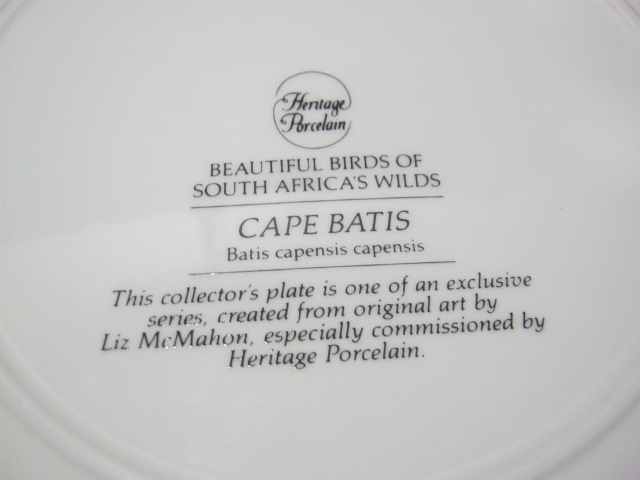 Heritage
Porcelain
BEAUTIFUL BIRDS OF
SOUTH AFRICA'S WILDS
CAPE BATIS
Batis capensis capensis
This collector's plate is one of an exclusive
series, created from original art by
Liz McMahon, especially commissioned by
Heritage Porcelain.